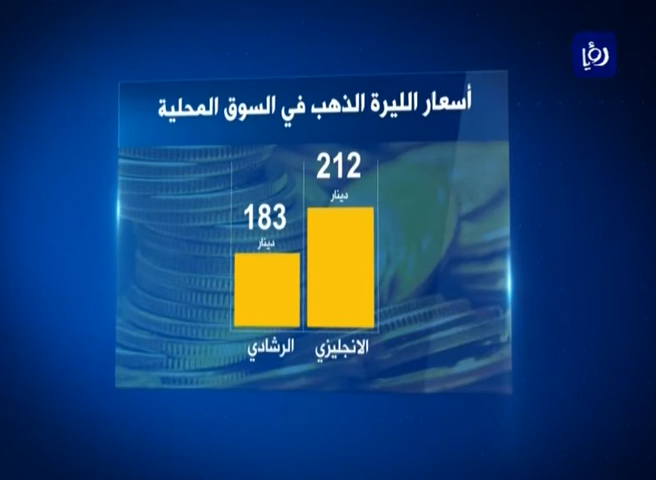 رؤيا
أسعار الليرة الذهب في السوق المحلية
212
دينار
183
دينار
الانجليزي
الرشادي